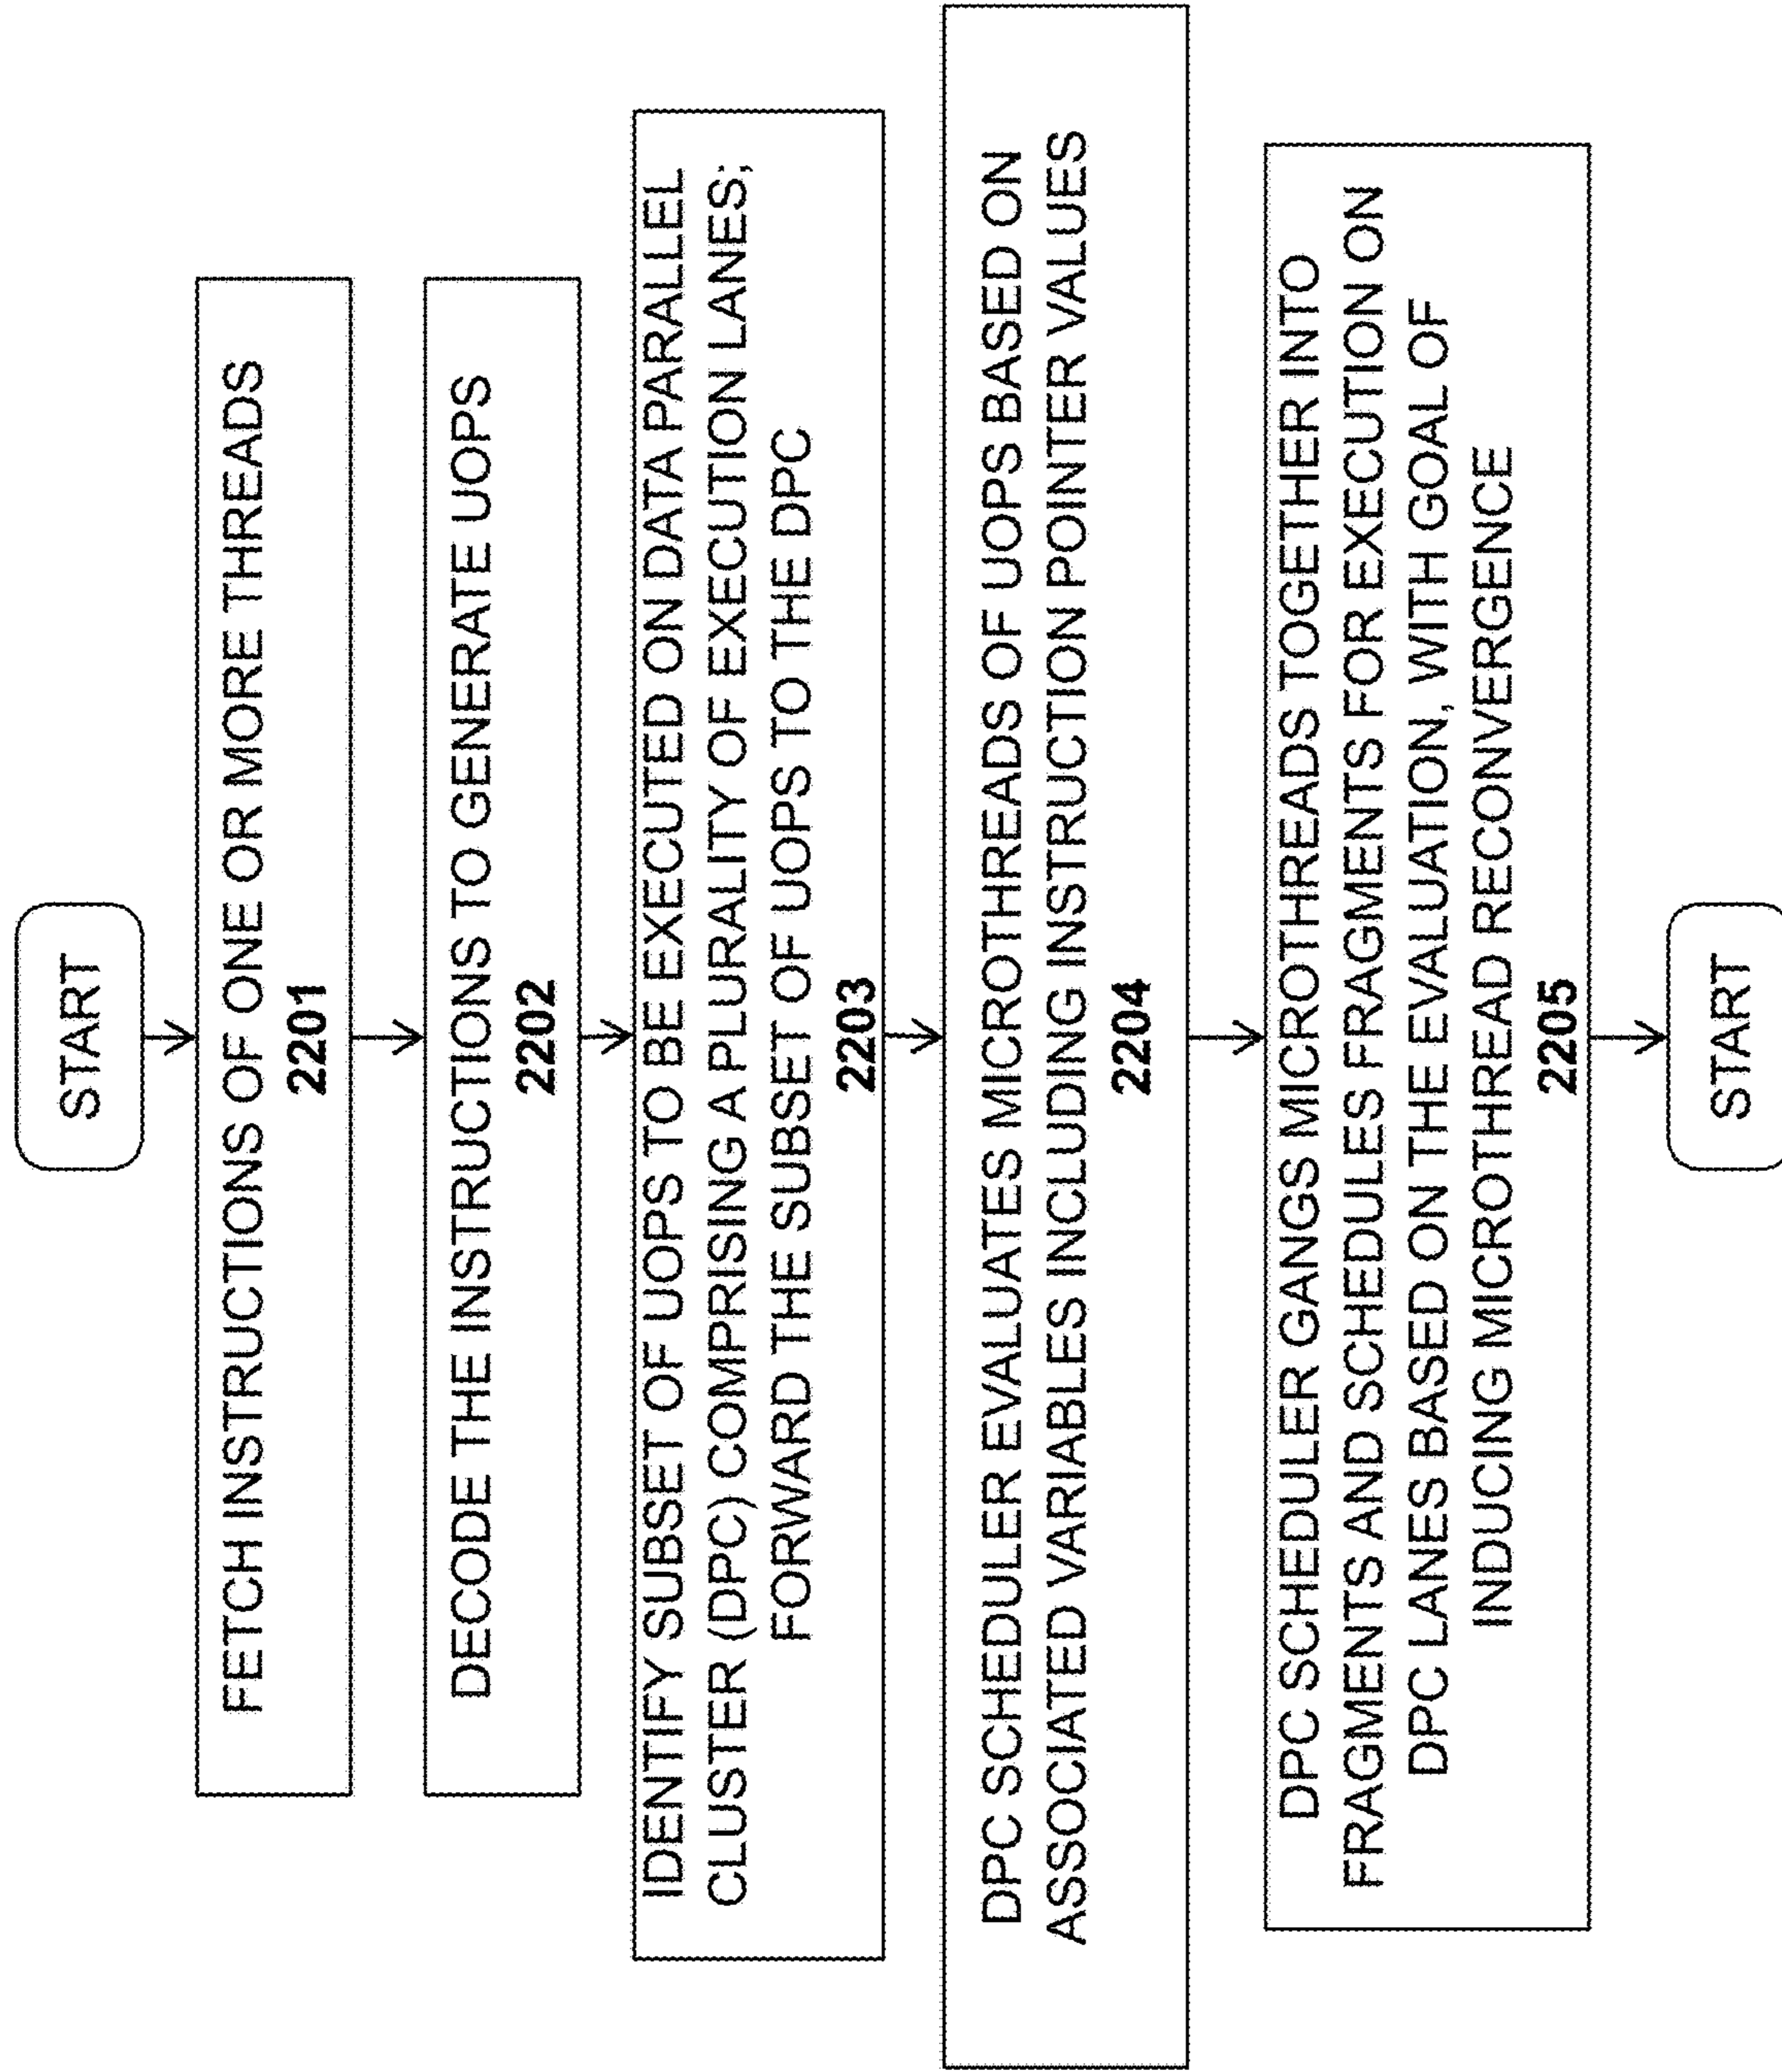 START
FETCH INSTRUCTIONS OF ONE OR MORE THREADS
2201
DECODE THE INSTRUCTIONS TO GENERATE UOPS
2202
IDENTIFY SUBSET OF UOPS TO BE EXECUTED ON DATA PARALLEL
CLUSTER (DPC) COMPRISING A PLURALITY OF EXECUTION LANES;
FORWARD THE SUBSET OF UOPS TO THE DPC
2203
DPC SCHEDULER EVALUATES MICROTHREADS OF UOPS BASED ON
ASSOCIATED VARIABLES INCLUDING INSTRUCTION POINTER VALUES
2204
DPC SCHEDULER GANGS MICROTHREADS TOGETHER INTO
FRAGMENTS AND SCHEDULES FRAGMENTS FOR EXECUTION ON
DPC LANES BASED ON THE EVALUATION, WITH GOAL OF
INDUCING MICROTHREAD RECONVERGENCE
2205
START